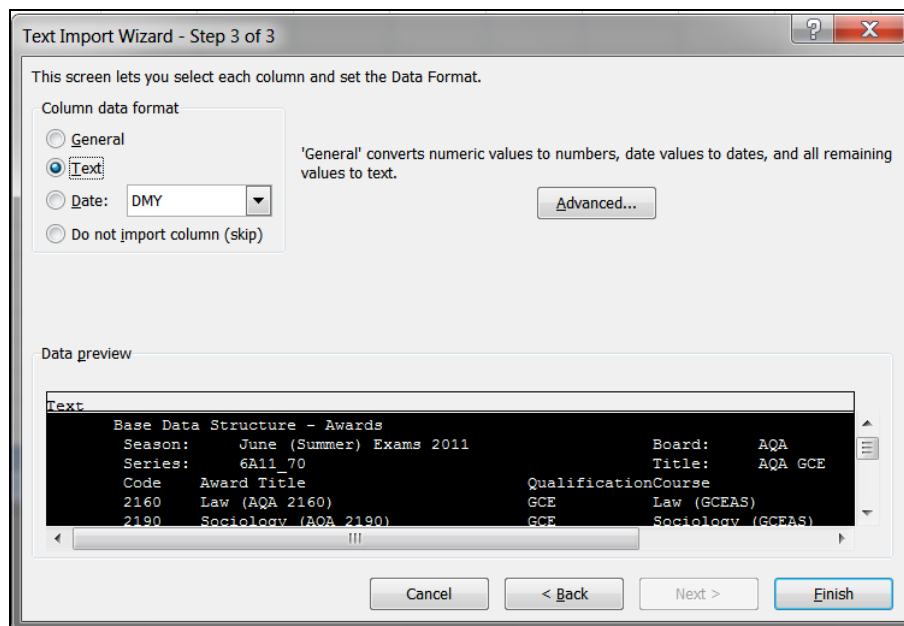 Text Import Wizard - Step 3 of 3
This screen lets you select each column and set the Data Format.
Column data format
General
Text
Date: DMY
Do not import column (skip)
'General' converts numeric values to numbers, date values to dates, and all remaining
values to text.
Advanced...
Data preview
Text
Base Data Structure - Awards
Season: June (Summer) Exams 2011 Board: AQA
Series: 6A11_70 Title: AQA GCE
Code Award Title QualificationCourse
2160 Law (AQA 2160) GCE Law (GCEAS)
2190 Sociology (AQA 2190) GCE Sociology (GCEAS)
Cancel < Back Next > Finish